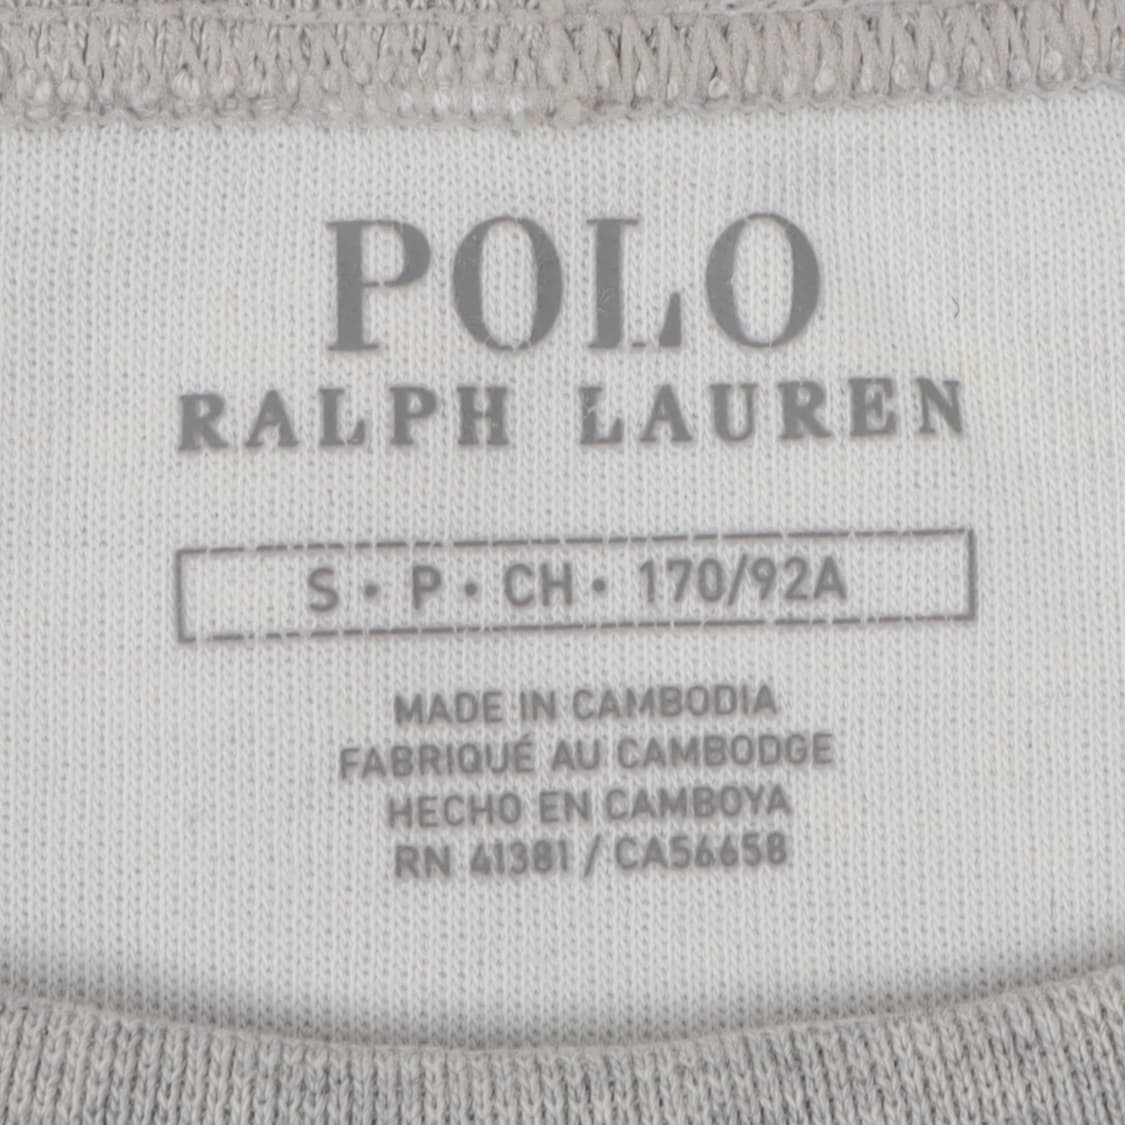 POLO
RALPH LAUREN
S • P • CH • 170/92A
MADE IN CAMBODIA
FABRIQUÉ AU CAMBODGE
HECHO EN CAMBOYA
RN 41381 / CA56658